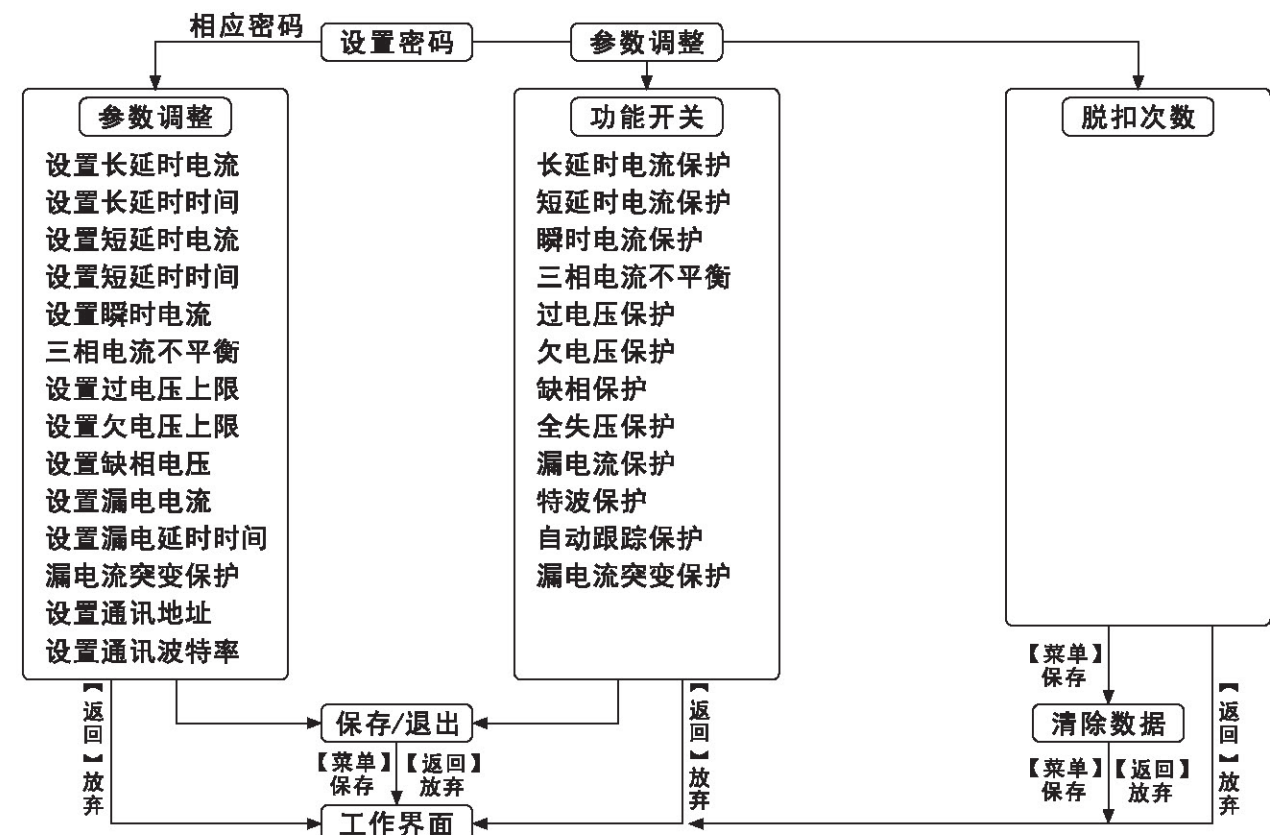 相应密码
设置密码
参数调整
参数调整
设置长延时电流
设置长延时时间
设置短延时电流
设置短延时时间
设置瞬时电流
三相电流不平衡
设置过电压上限
设置欠电压上限
设置缺相电压
设置漏电电流
设置漏电延时时间
漏电流突变保护
设置通讯地址
设置通讯波特率
功能开关
长延时电流保护
短延时电流保护
瞬时电流保护
三相电流不平衡
过电压保护
欠电压保护
缺相保护
全失压保护
漏电流保护
特波保护
自动跟踪保护
漏电流突变保护
脱扣次数
【返回】放弃
保存/退出
【菜单】【返回】
保存 放弃
工作界面
【返回】放弃
【菜单】
保存
清除数据
【菜单】【返回】
保存 放弃
【返回】放弃